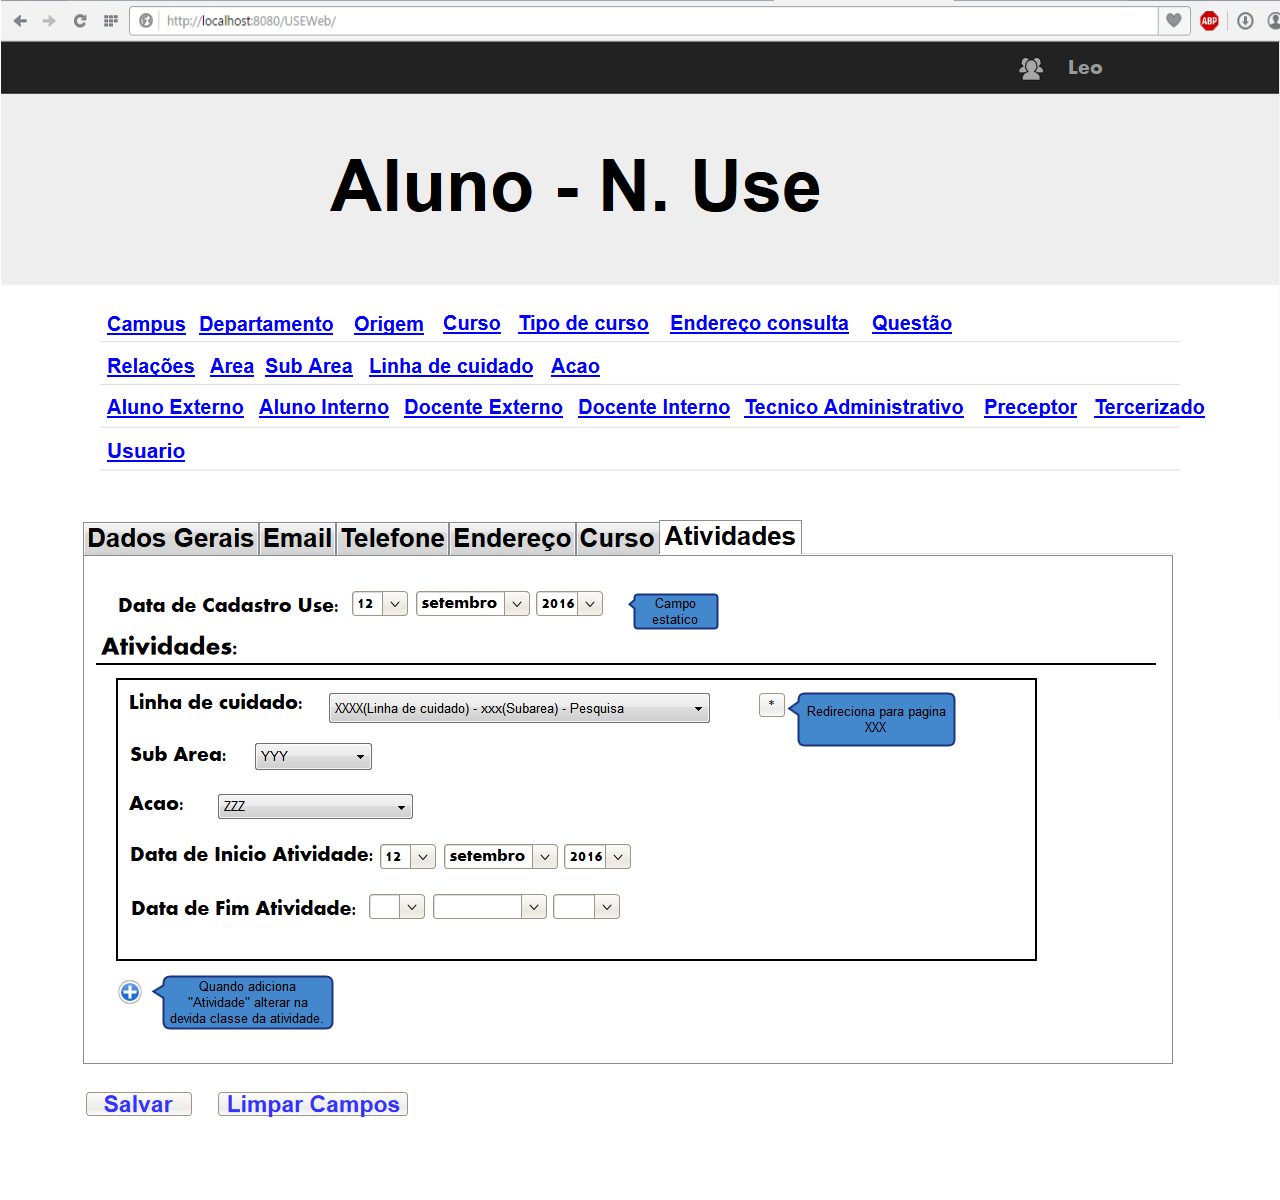 http://localhost:8080/USEWeb/
ABP
Leo
Aluno - N. Use
Campus Departamento Origem Curso Tipo de curso Endereço consulta Questão
Relações Area Sub Area Linha de cuidado Acao
Aluno Externo Aluno Interno Docente Externo Docente Interno Tecnico Administrativo Preceptor Tercerizado
Usuario
Dados Gerais Email Telefone Endereço Curso Atividades
Data de Cadastro Use: 12 setembro 2016
Campo
estatico
Atividades:
Linha de cuidado: XXXX(Linha de cuidado) - xxx(Subarea) - Pesquisa *
Redireciona para pagina
XXX
Sub Area: YYY
Acao: ZZZ
Data de Inicio Atividade: 12 setembro 2016
Data de Fim Atividade:
Quando adiciona
"Atividade" alterar na
devida classe da atividade.
Salvar Limpar Campos